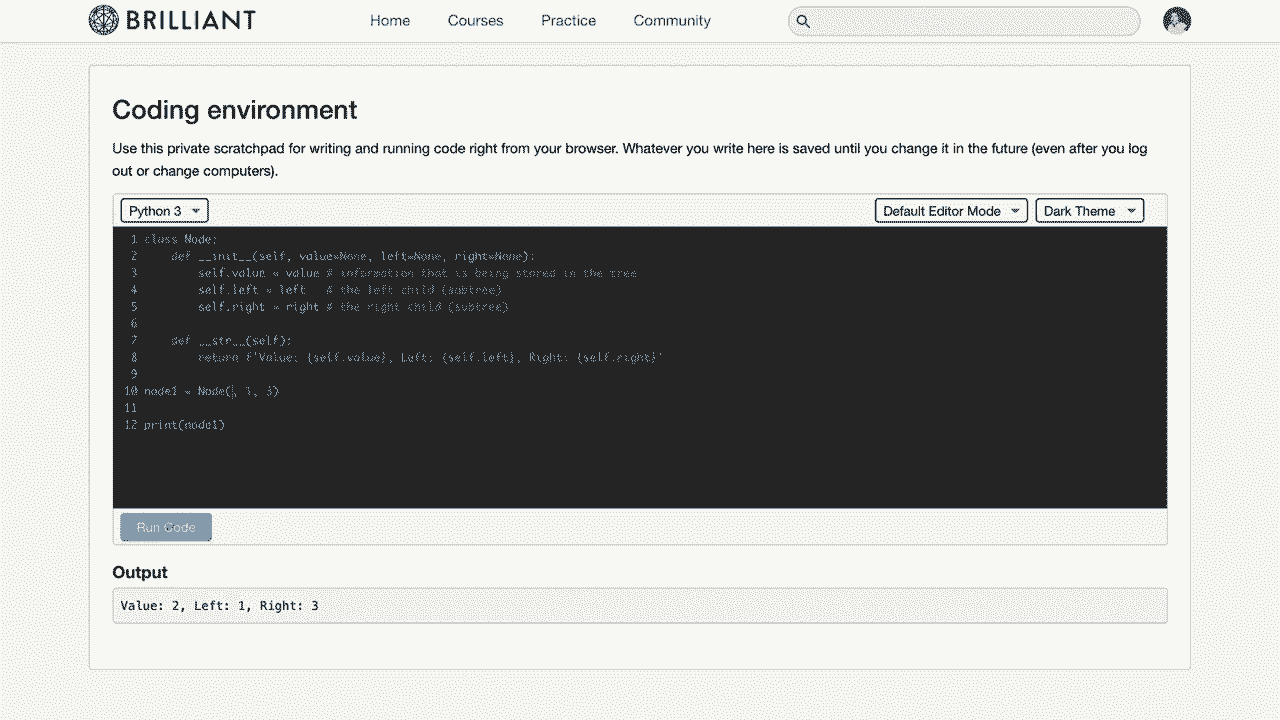 BRILLIANT
Home Courses Practice Community
Coding environment
Use this private scratchpad for writing and running code right from your browser. Whatever you write here is saved until you change it in the future (even after you log
out or change computers).
Python 3 Default Editor Mode Dark Theme
1 class Node:
2 def __init__(self, value=None, left=None, right=None):
3 self.value = value # information that is being stored in the tree
4 self.left = left # the left child (subtree)
5 self.right = right # the right child (subtree)
6
7 def __str__(self):
8 return f'Value: {self.value}, Left: {self.left}, Right: {self.right}'
9
10 node1 = Node(, 1, 3)
11
12 print(node1)
Run Code
Output
Value: 2, Left: 1, Right: 3